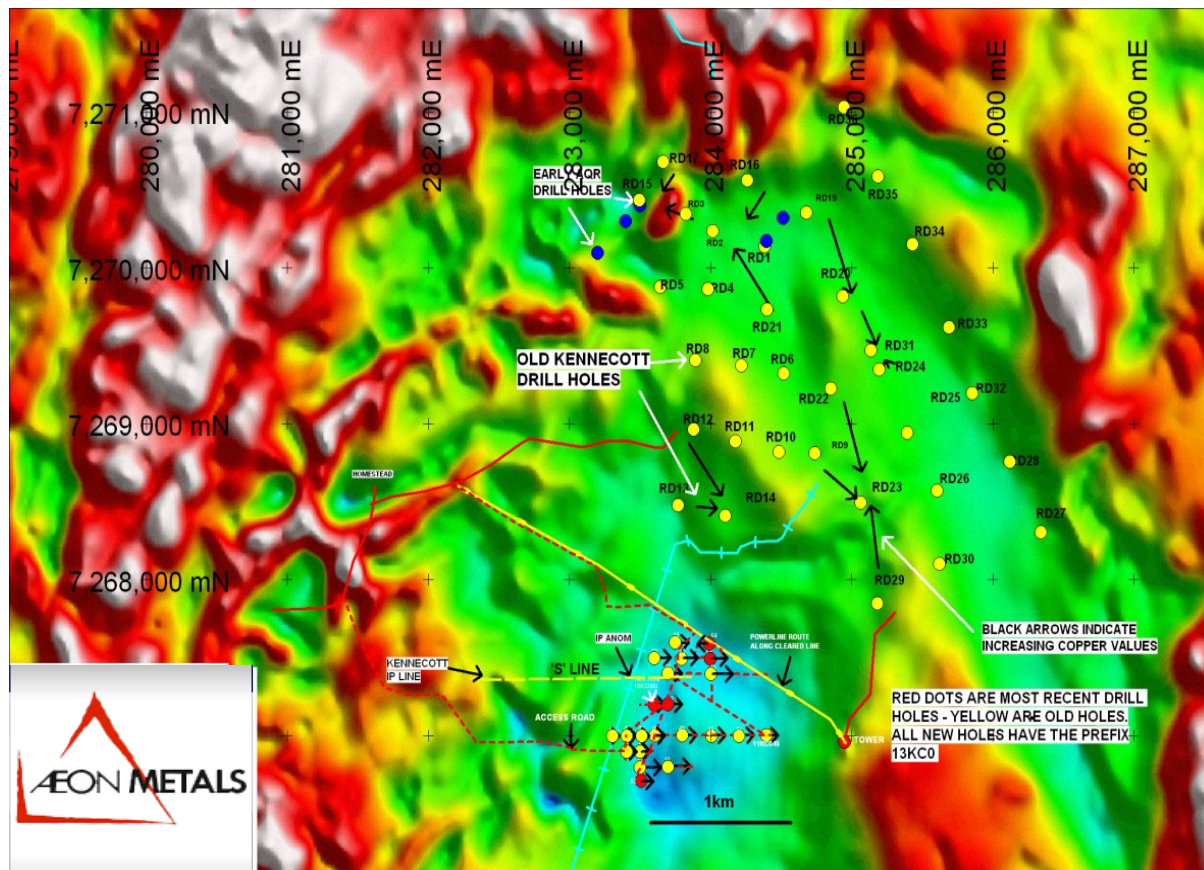 280,000 mE
281,000 mE
282,000 mE
284,000 mE
285,000 mE
286,000 mE
287,000 mE
7,271,000 mN
7,270,000 mN
7,269,000 mN
7,268,000 mN
RD36
RD17
RD16
RD35
EARLY AQR
DRILL HOLES
RD15
RD3
RD19
RD2
RD34
RD1
RD20
RD5
RD4
RD21
RD33
RD31
OLD KENNECOTT
DRILL HOLES
RD8
RD7
RD6
RD24
RD22
RD25
RD32
RD12
RD11
RD10
RD9
RD28
HOMESTEAD
RD13
RD14
RD23
RD26
RD27
RD30
RD29
BLACK ARROWS INDICATE
INCREASING COPPER VALUES
IP ANOM
POWERLINE ROUTE
ALONG CLEARED LINE
KENNECOTT
IP LINE
'S' LINE
ACCESS ROAD
TOWER
RED DOTS ARE MOST RECENT DRILL
HOLES - YELLOW ARE OLD HOLES.
ALL NEW HOLES HAVE THE PREFIX
13KC0
1km
AEON METALS